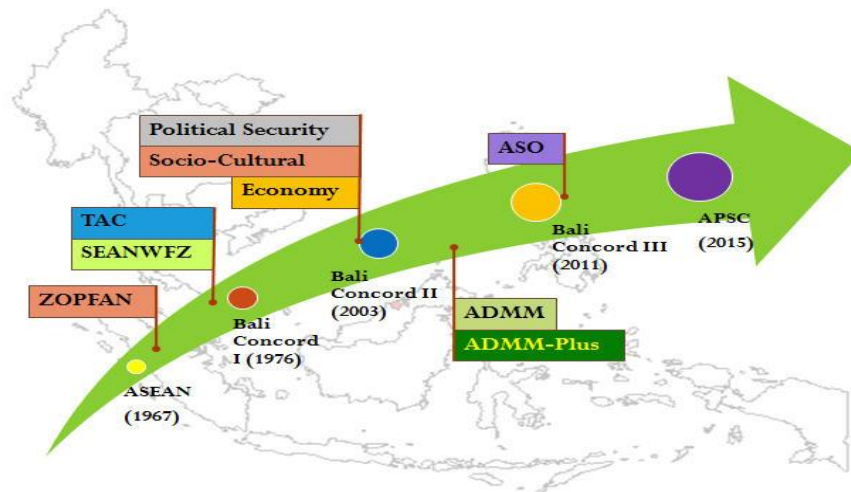 Political Security
Socio-Cultural
Economy
ASO
TAC
SEANWFZ
ZOPFAN
APSC
(2015)
Bali
Concord III
(2011)
Bali
Concord II
(2003)
ADMM
ADMM-Plus
Bali
Concord
I (1976)
ASEAN
(1967)